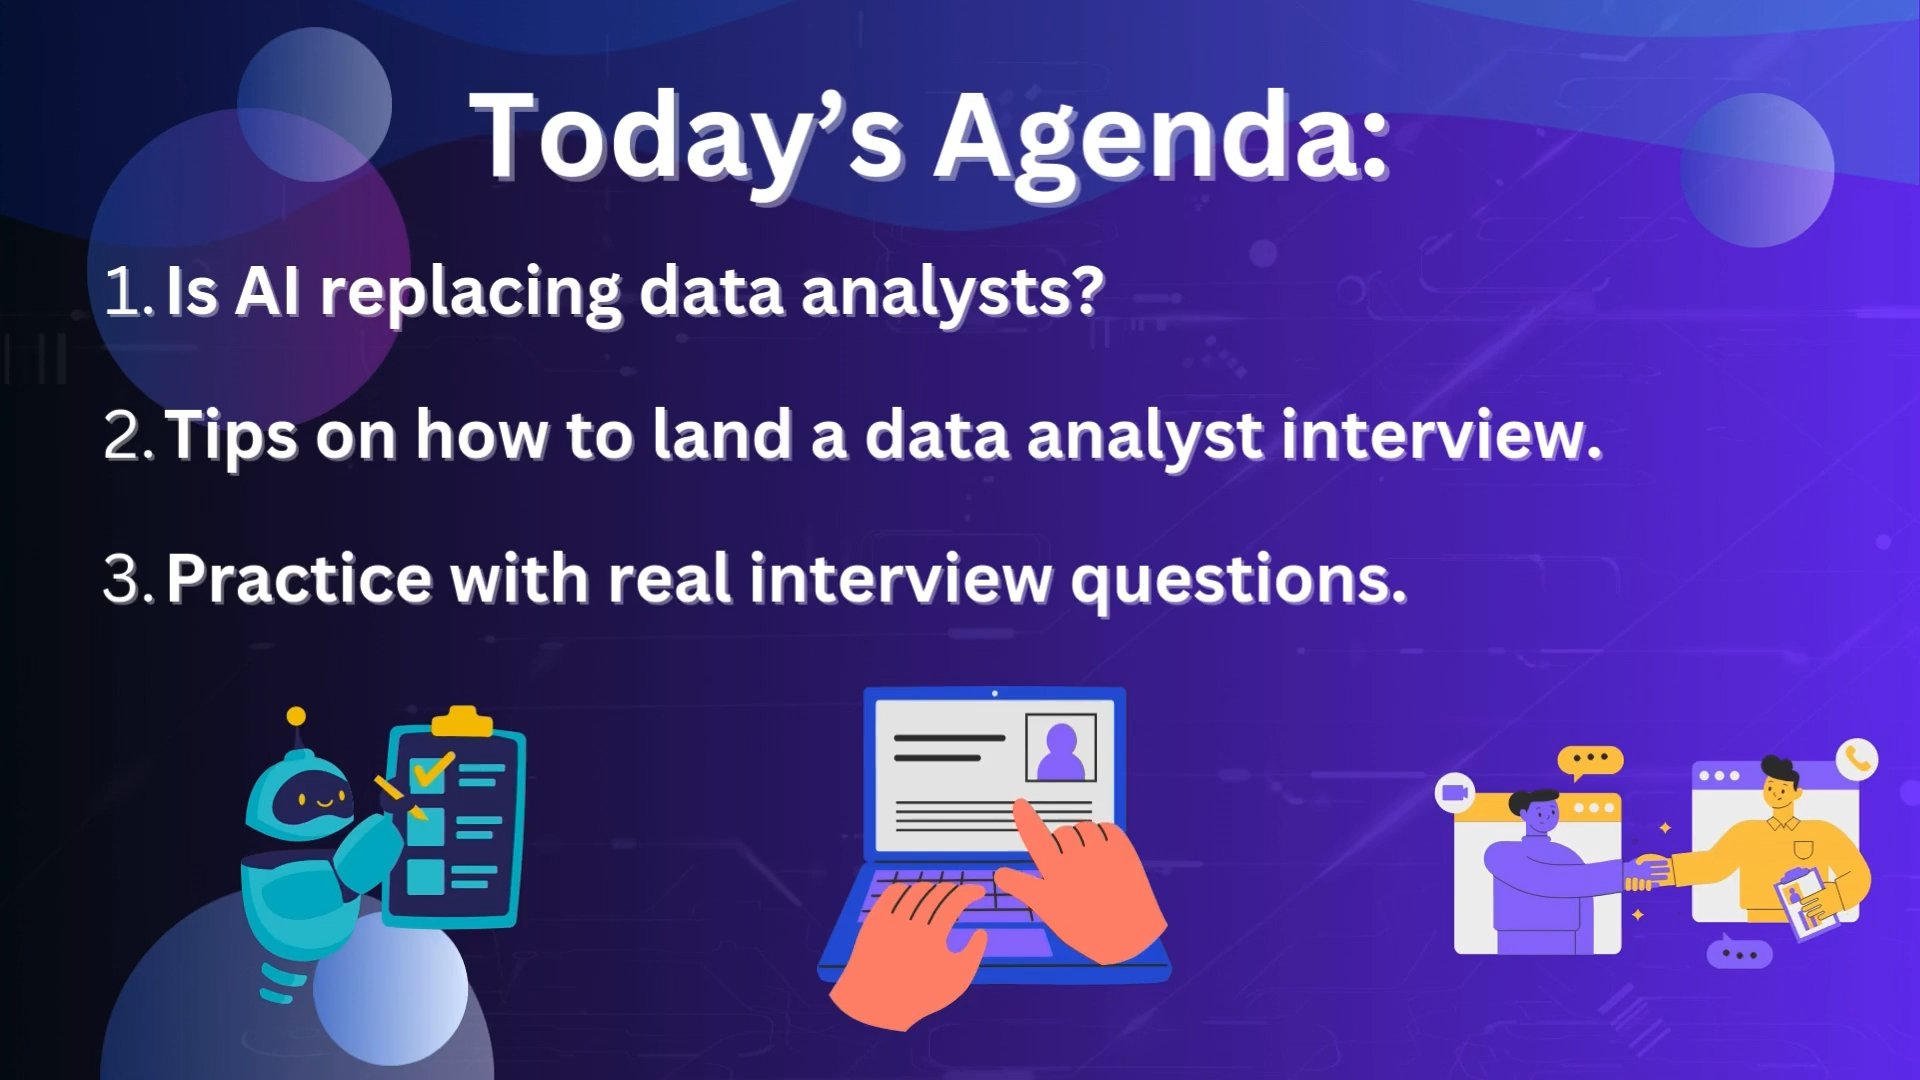 Today’s Agenda:
1. Is AI replacing data analysts?
2. Tips on how to land a data analyst interview.
3. Practice with real interview questions.